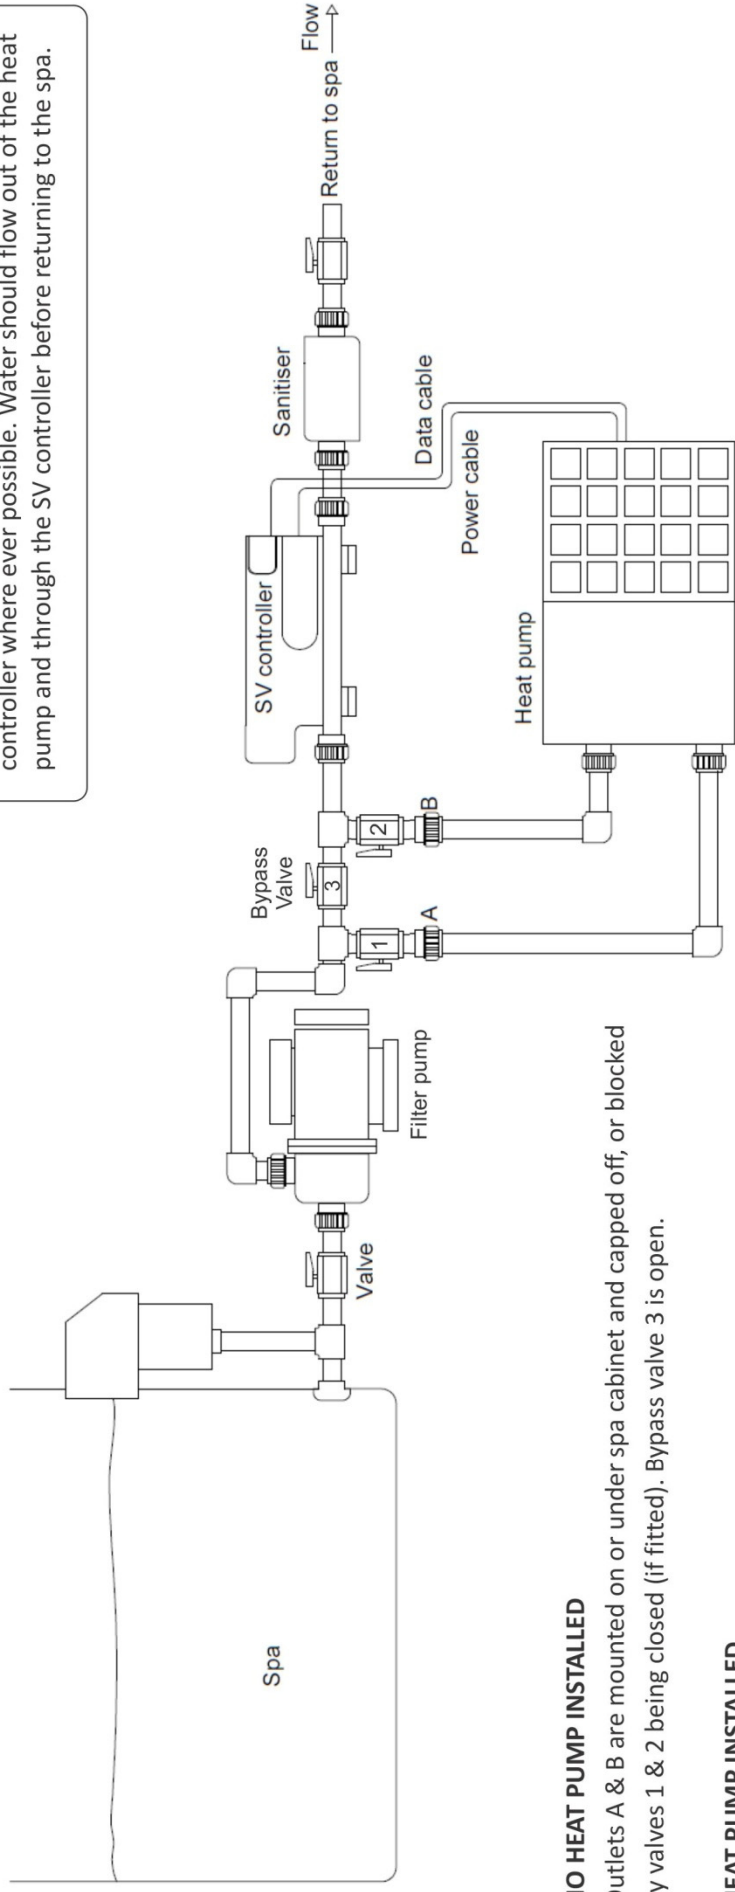 controller where ever possible. Water should flow out of the heat
pump and through the SV controller before returning to the spa.
Flow
Return to spa
Sanitiser
Data cable
Power cable
SV controller
Heat pump
Bypass
Valve
3
2
B
1
A
Filter pump
Valve
Spa
HEAT PUMP INSTALLED
A & B are mounted on or under spa cabinet and capped off, or blocked
valves 1 & 2 being closed (if fitted). Bypass valve 3 is open.